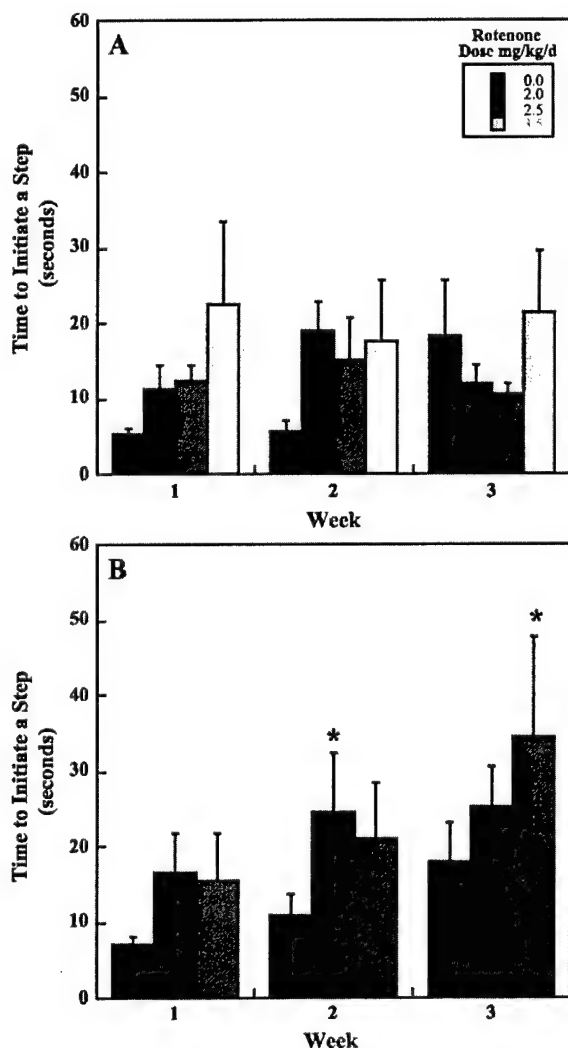 A
Rotenone
Dose mg/kg/d
0.0
2.0
2.5
3.5
60
50
40
30
20
10
0
Time to Initiate a Step
(seconds)
1 2 3
Week
B
60
50
40
30
20
10
0
Time to Initiate a Step
(seconds)
*
*
1 2 3
Week